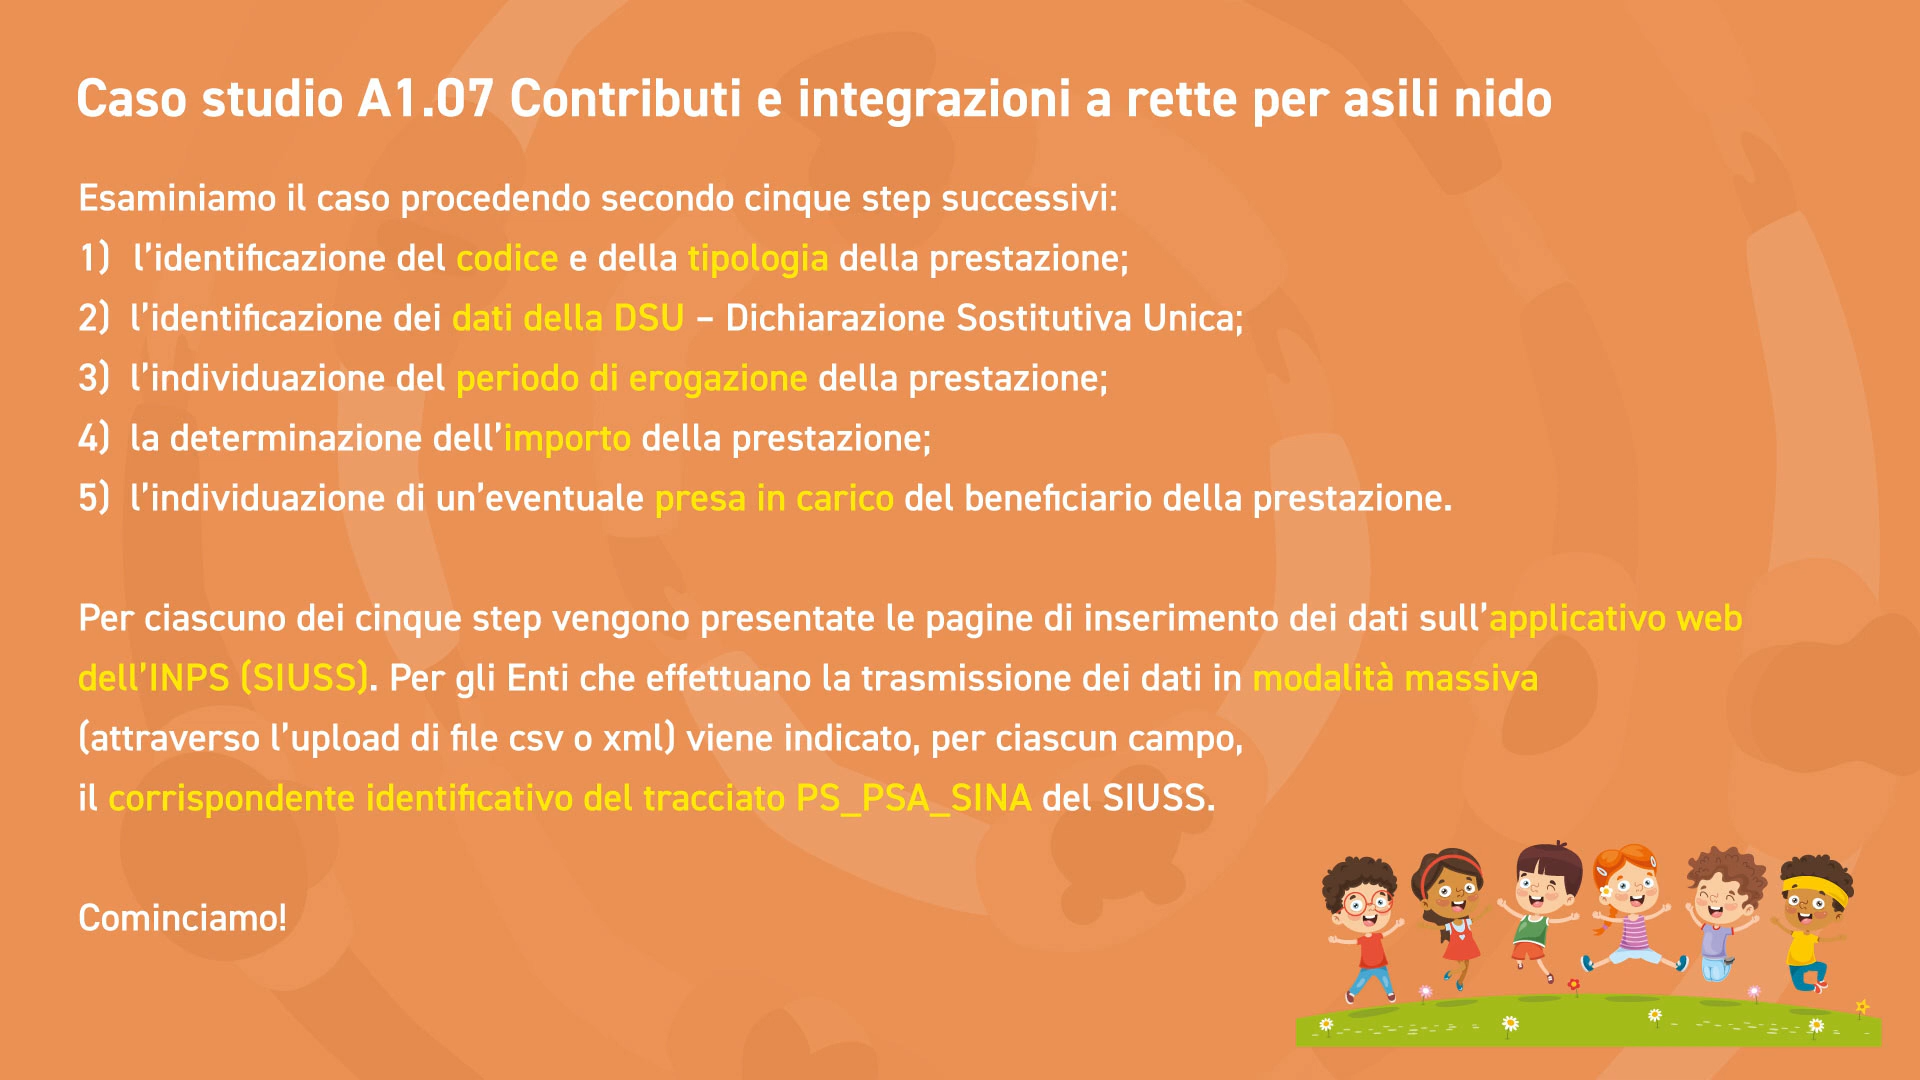 Caso studio A1.07 Contributi e integrazioni a rette per asili nido
Esaminiamo il caso procedendo secondo cinque step successivi:
1) l’identificazione del codice e della tipologia della prestazione;
2) l’identificazione dei dati della DSU – Dichiarazione Sostitutiva Unica;
3) l’individuazione del periodo di erogazione della prestazione;
4) la determinazione dell’importo della prestazione;
5) l’individuazione di un’eventuale presa in carico del beneficiario della prestazione.
Per ciascuno dei cinque step vengono presentate le pagine di inserimento dei dati sull’applicativo web
dell’INPS (SIUSS). Per gli Enti che effettuano la trasmissione dei dati in modalità massiva
(attraverso l’upload di file csv o xml) viene indicato, per ciascun campo,
il corrispondente identificativo del tracciato PS_PSA_SINA del SIUSS.
Cominciamo!